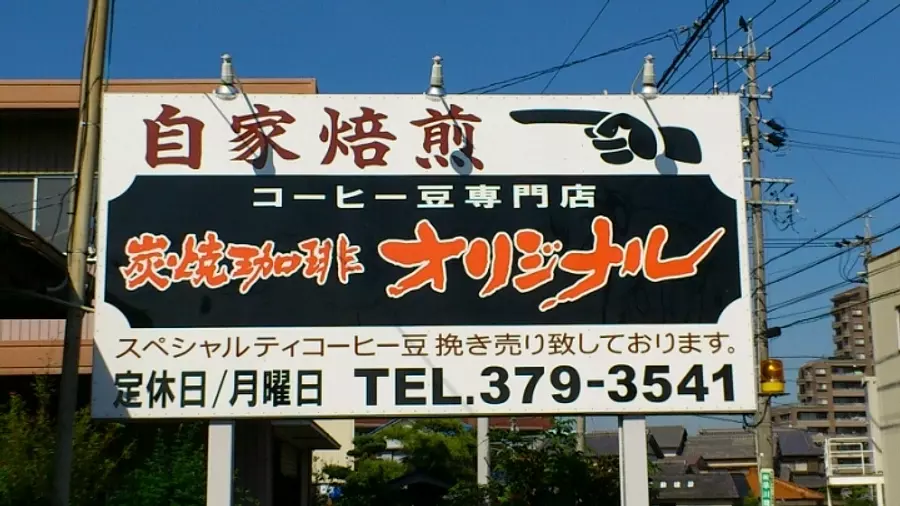 自家焙煎
コーヒー豆専門店
炭焼珈琲 オリジナル
スペシャルティコーヒー豆 挽き売り致しております。
定休日/月曜日 TEL.379-3541